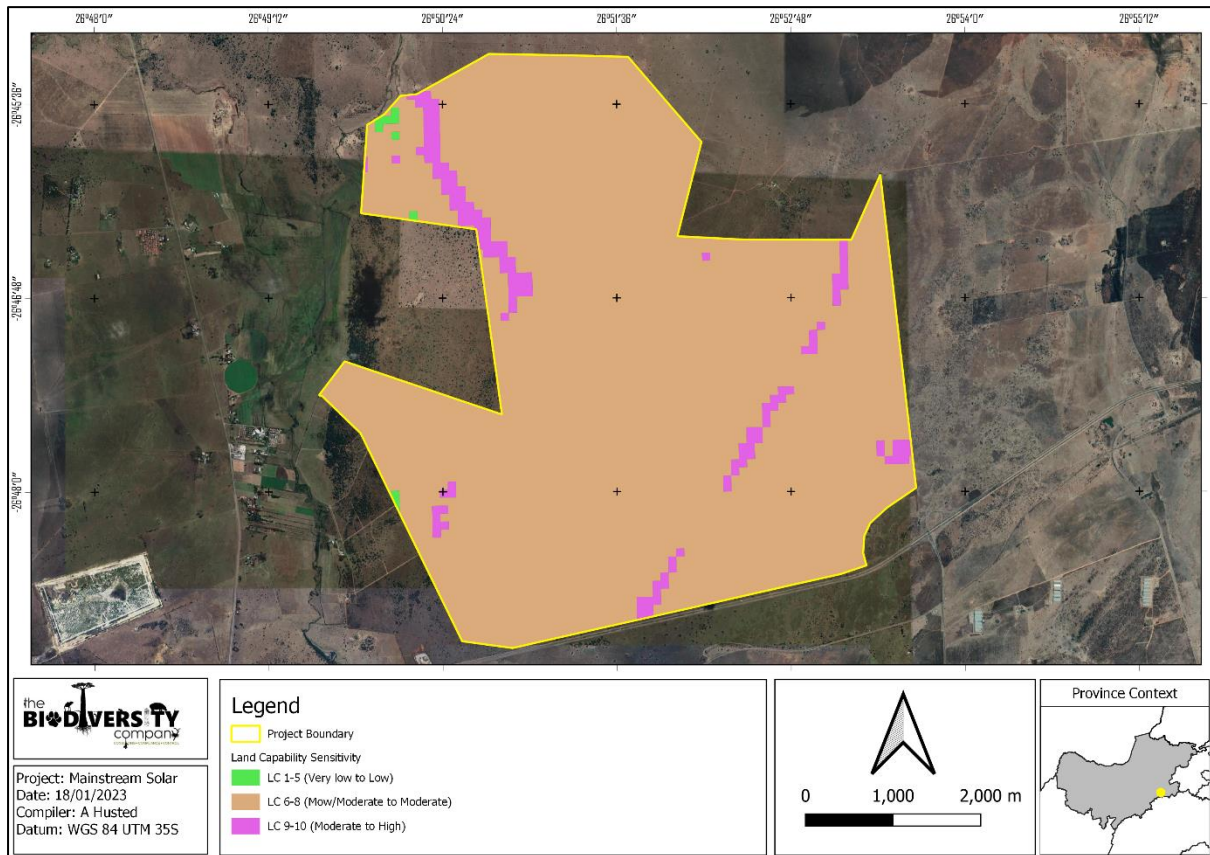 26°48′0″ 26°49′12″ 26°50′24″ 26°51′36″ 26°52′48″ 26°54′0″ 26°55′12″
-26°45′36″
-26°46′48″
-26°48′0″
the
BIODIVERSITY
company
Project: Mainstream Solar
Date: 18/01/2023
Compiler: A Husted
Datum: WGS 84 UTM 35S
Legend
Project Boundary
Land Capability Sensitivity
LC 1-5 (Very low to Low)
LC 6-8 (Mow/Moderate to Moderate)
LC 9-10 (Moderate to High)
0 1,000 2,000 m
Province Context